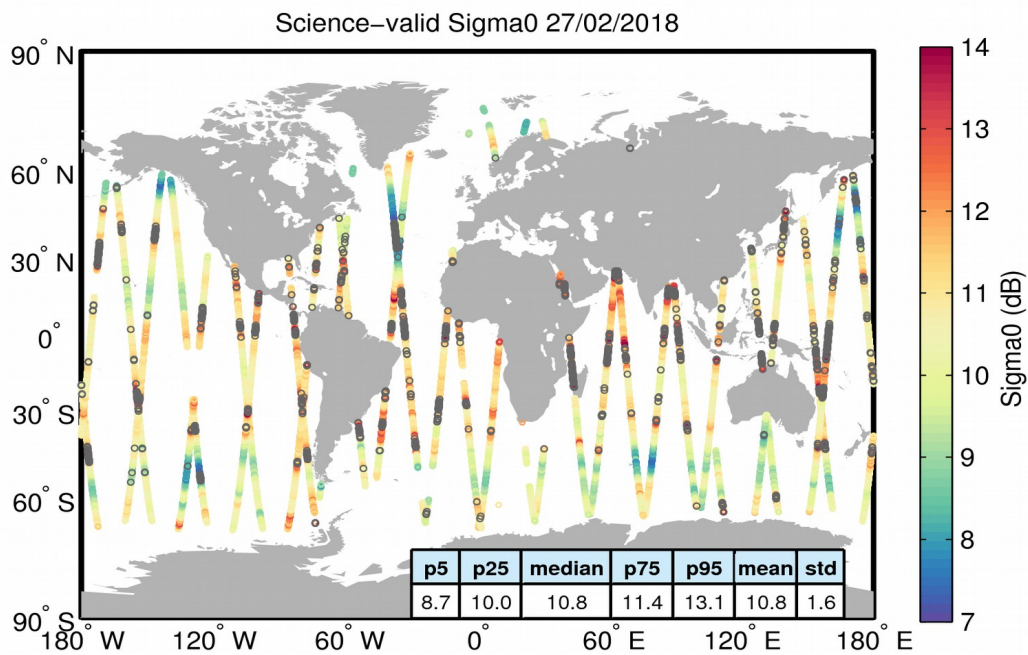 Science−valid Sigma0 27/02/2018
90° N
60° N
30° N
0°
30° S
60° S
90° S
180° W
120° W
60° W
0°
60° E
120° E
180° E
p5 p25 median p75 p95 mean std
8.7 10.0 10.8 11.4 13.1 10.8 1.6
14
13
12
11
10
9
8
7
Sigma0 (dB)